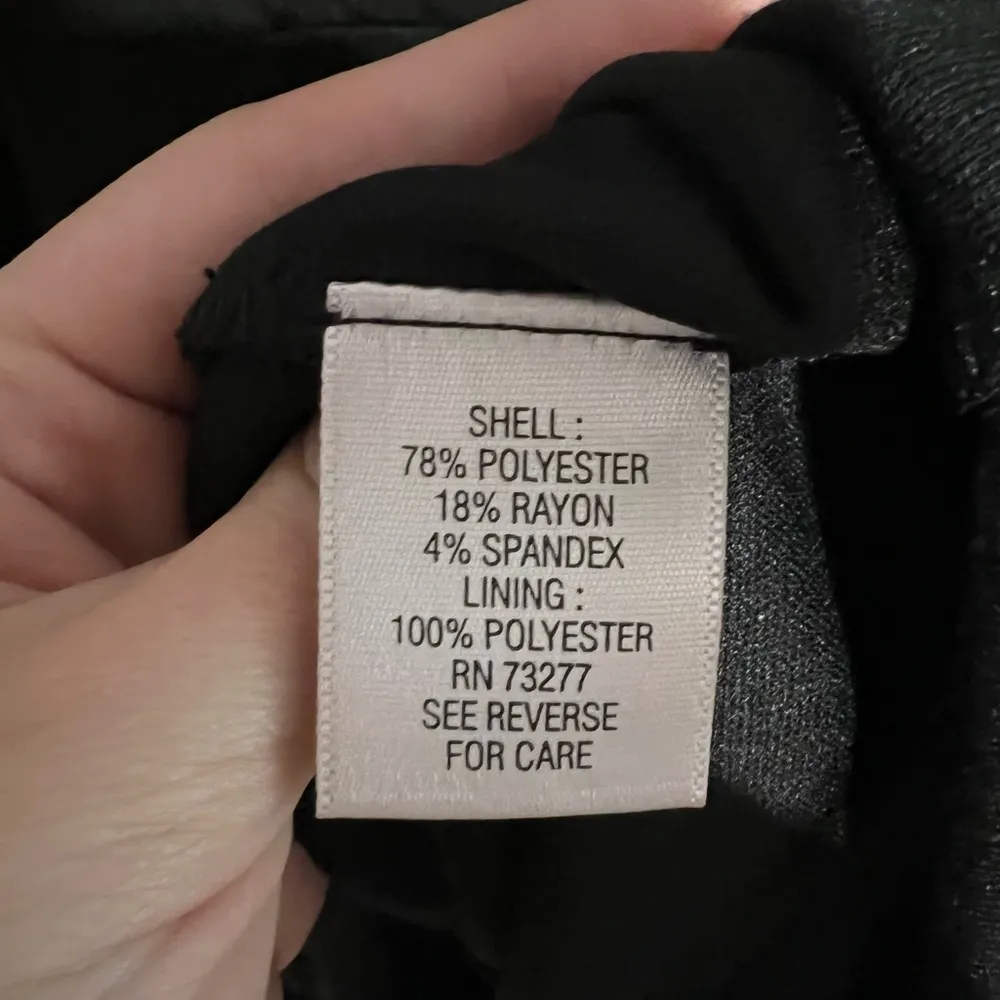 SHELL :
78% POLYESTER
18% RAYON
4% SPANDEX
LINING :
100% POLYESTER
RN 73277
SEE REVERSE
FOR CARE